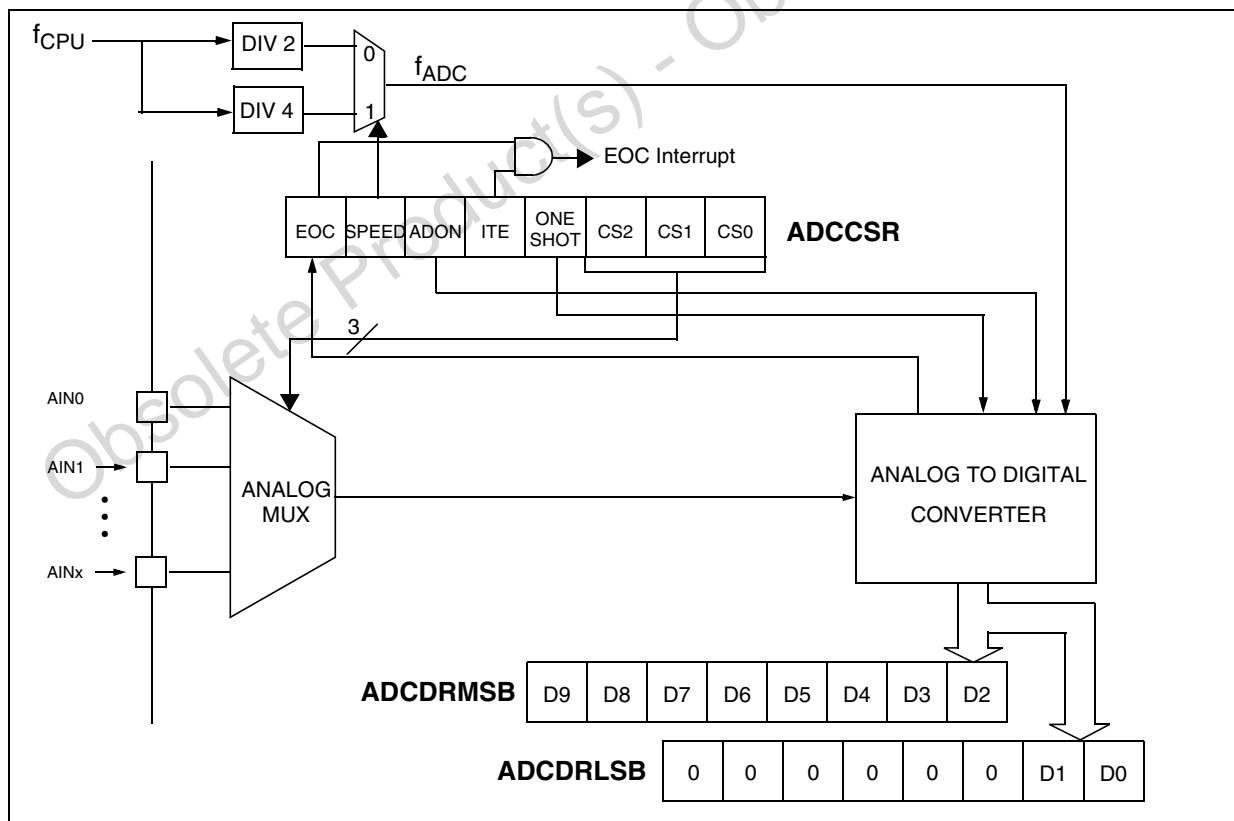 fCPU
DIV 2
0
fADC
DIV 4
1
EOC Interrupt
EOC SPEED ADON ITE ONE SHOT CS2 CS1 CS0
ADCCSR
3
AIN0
AIN1
AINx
ANALOG
MUX
ANALOG TO DIGITAL
CONVERTER
ADCDRMSB D9 D8 D7 D6 D5 D4 D3 D2
ADCDRLSB 0 0 0 0 0 0 D1 D0
Obsolete Product(s) - Ob